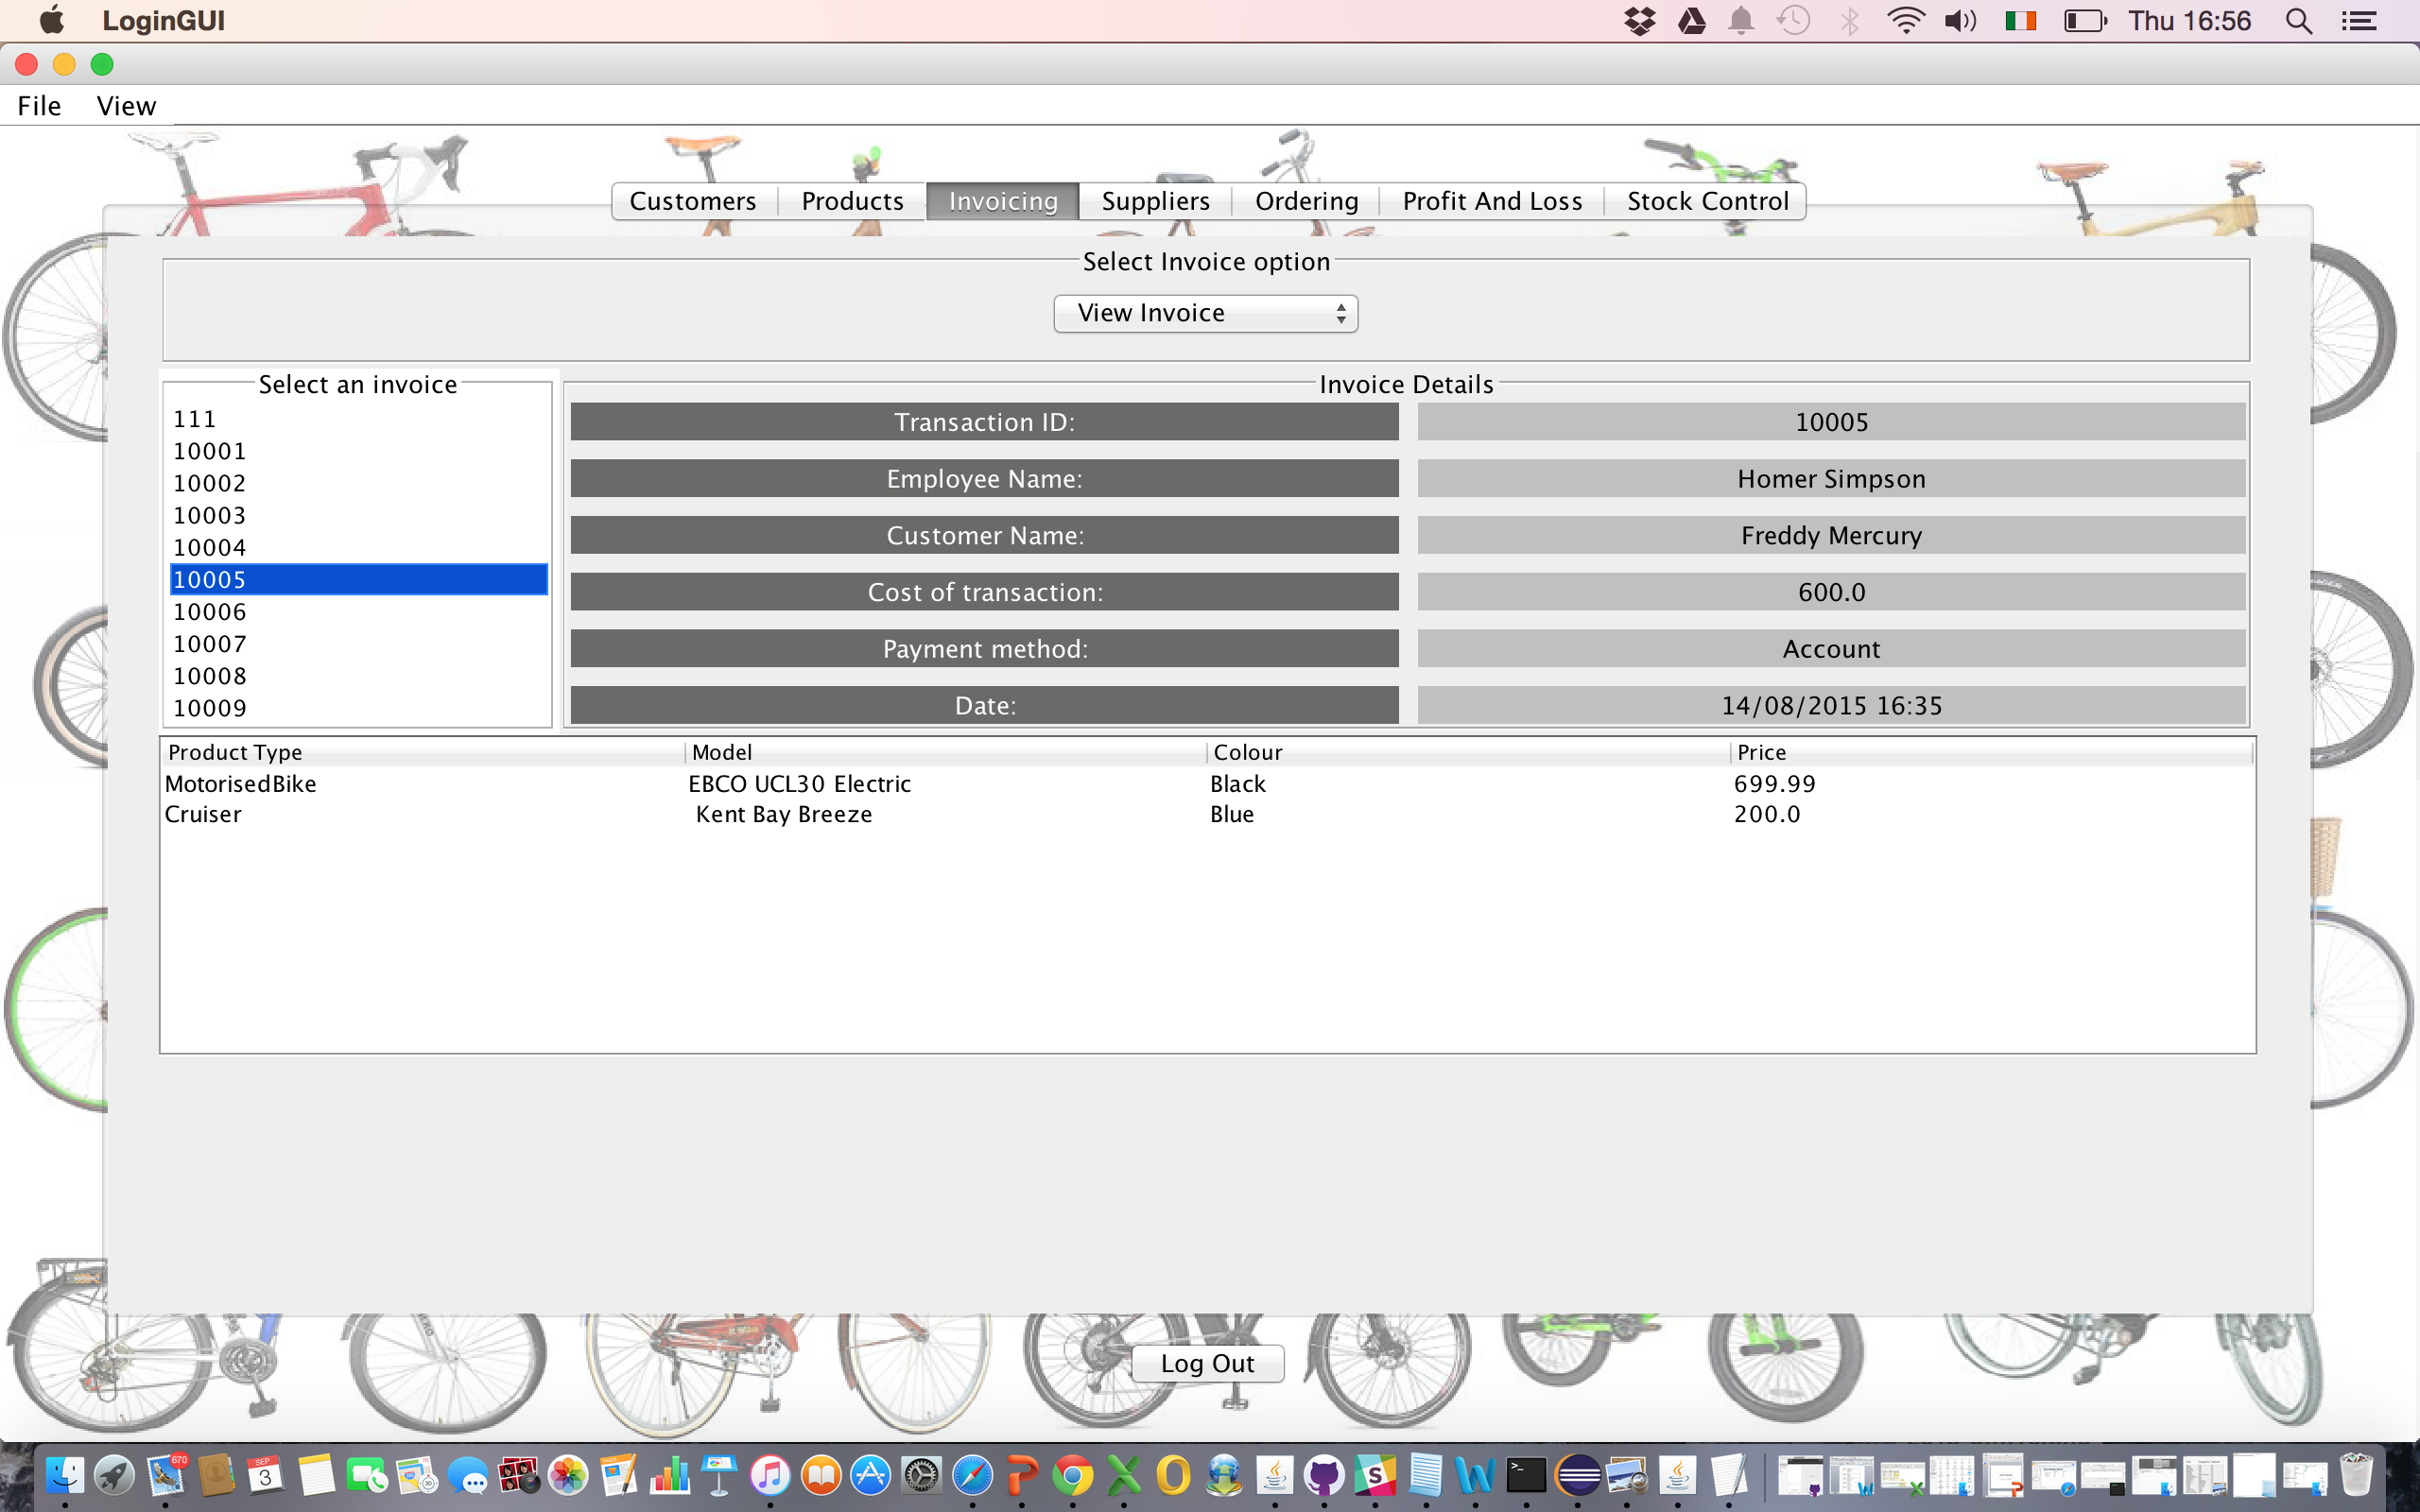 LoginGUI Thu 16:56
File View
Customers Products Invoicing Suppliers Ordering Profit And Loss Stock Control
Select Invoice option
View Invoice
Select an invoice
111
10001
10002
10003
10004
10005
10006
10007
10008
10009
Invoice Details
Transaction ID: 10005
Employee Name: Homer Simpson
Customer Name: Freddy Mercury
Cost of transaction: 600.0
Payment method: Account
Date: 14/08/2015 16:35
Product Type Model Colour Price
MotorisedBike EBCO UCL30 Electric Black 699.99
Cruiser Kent Bay Breeze Blue 200.0
Log Out
670
SEP
3